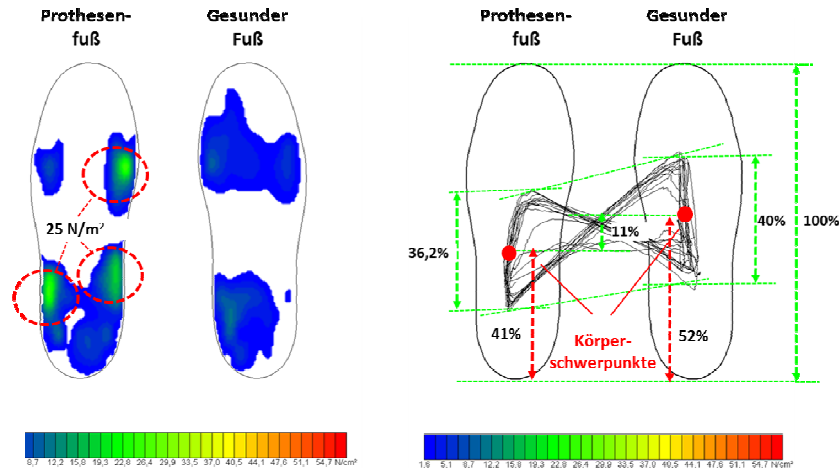 Prothesen-
fuß
Gesunder
Fuß
25 N/m²
8,7 12,2 15,8 19,3 22,8 26,4 29,9 33,5 37,0 40,5 44,1 47,6 51,1 54,7 N/cm²
Prothesen-
fuß
Gesunder
Fuß
36,2%
11%
40%
100%
41%
52%
Körper-
schwerpunkte
1,6 5,1 8,7 12,2 15,8 19,3 22,8 26,4 29,9 33,5 37,0 40,5 44,1 47,6 51,1 54,7 N/cm²